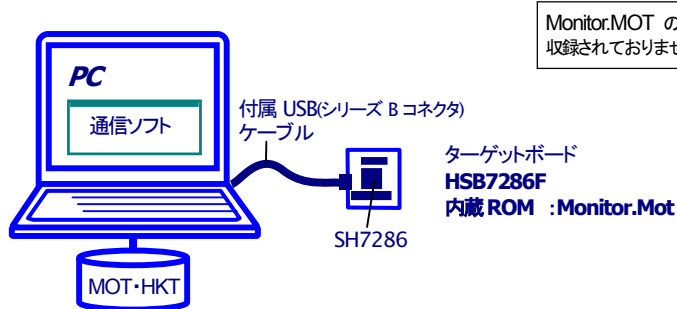 Monitor.MOT の
収録されておりませ
PC
通信ソフト
付属 USB(シリーズ B コネクタ)
ケーブル
ターゲットボード
HSB7286F
内蔵 ROM :Monitor.Mot
SH7286
MOT・HKT